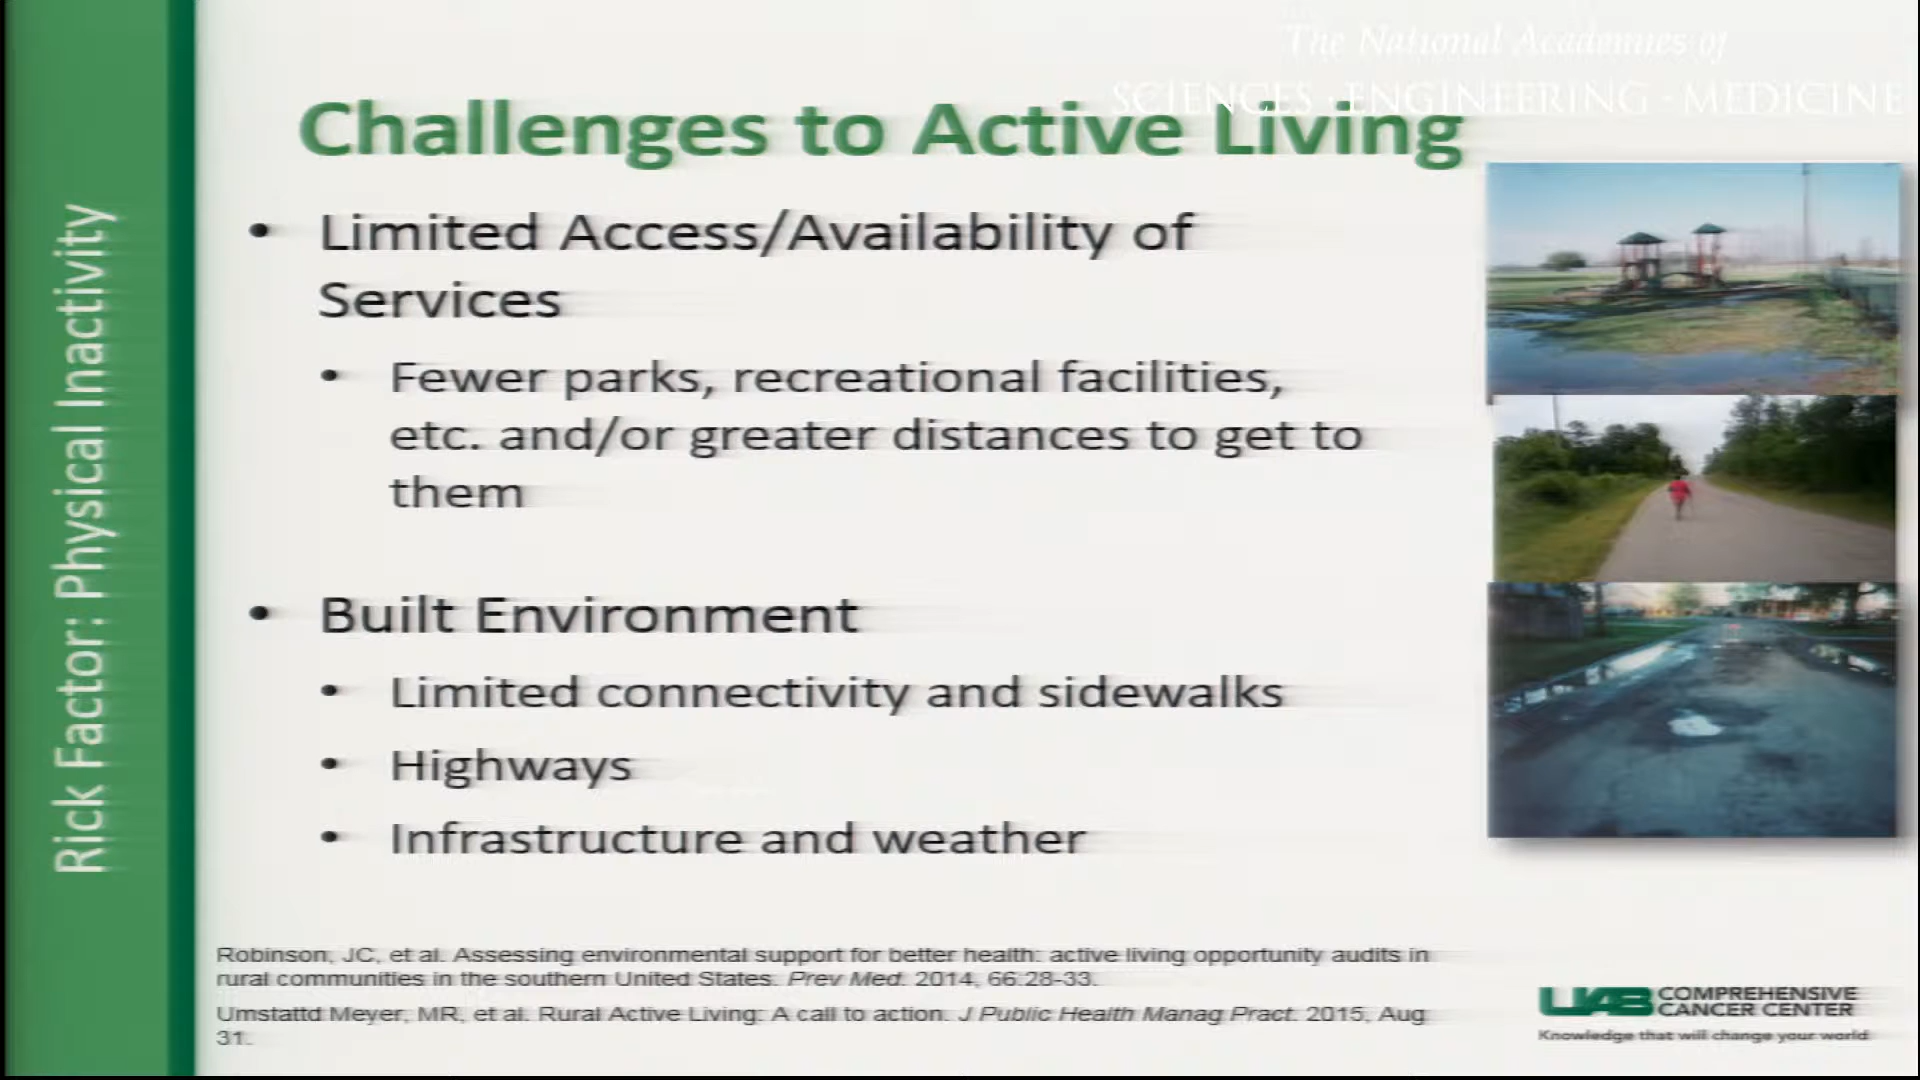 The National Academies of
SCIENCES · ENGINEERING · MEDICINE
Challenges to Active Living
Rick Factor: Physical Inactivity
• Limited Access/Availability of
Services
• Fewer parks, recreational facilities,
etc. and/or greater distances to get to
them
• Built Environment
• Limited connectivity and sidewalks
• Highways
• Infrastructure and weather
Robinson, JC, et al. Assessing environmental support for better health: active living opportunity audits in
rural communities in the southern United States. Prev Med. 2014, 66:28-33.
Umstattd Meyer, MR, et al. Rural Active Living: A call to action. J Public Health Manag Pract. 2015, Aug
31.
UAB COMPREHENSIVE
CANCER CENTER
Knowledge that will change your world